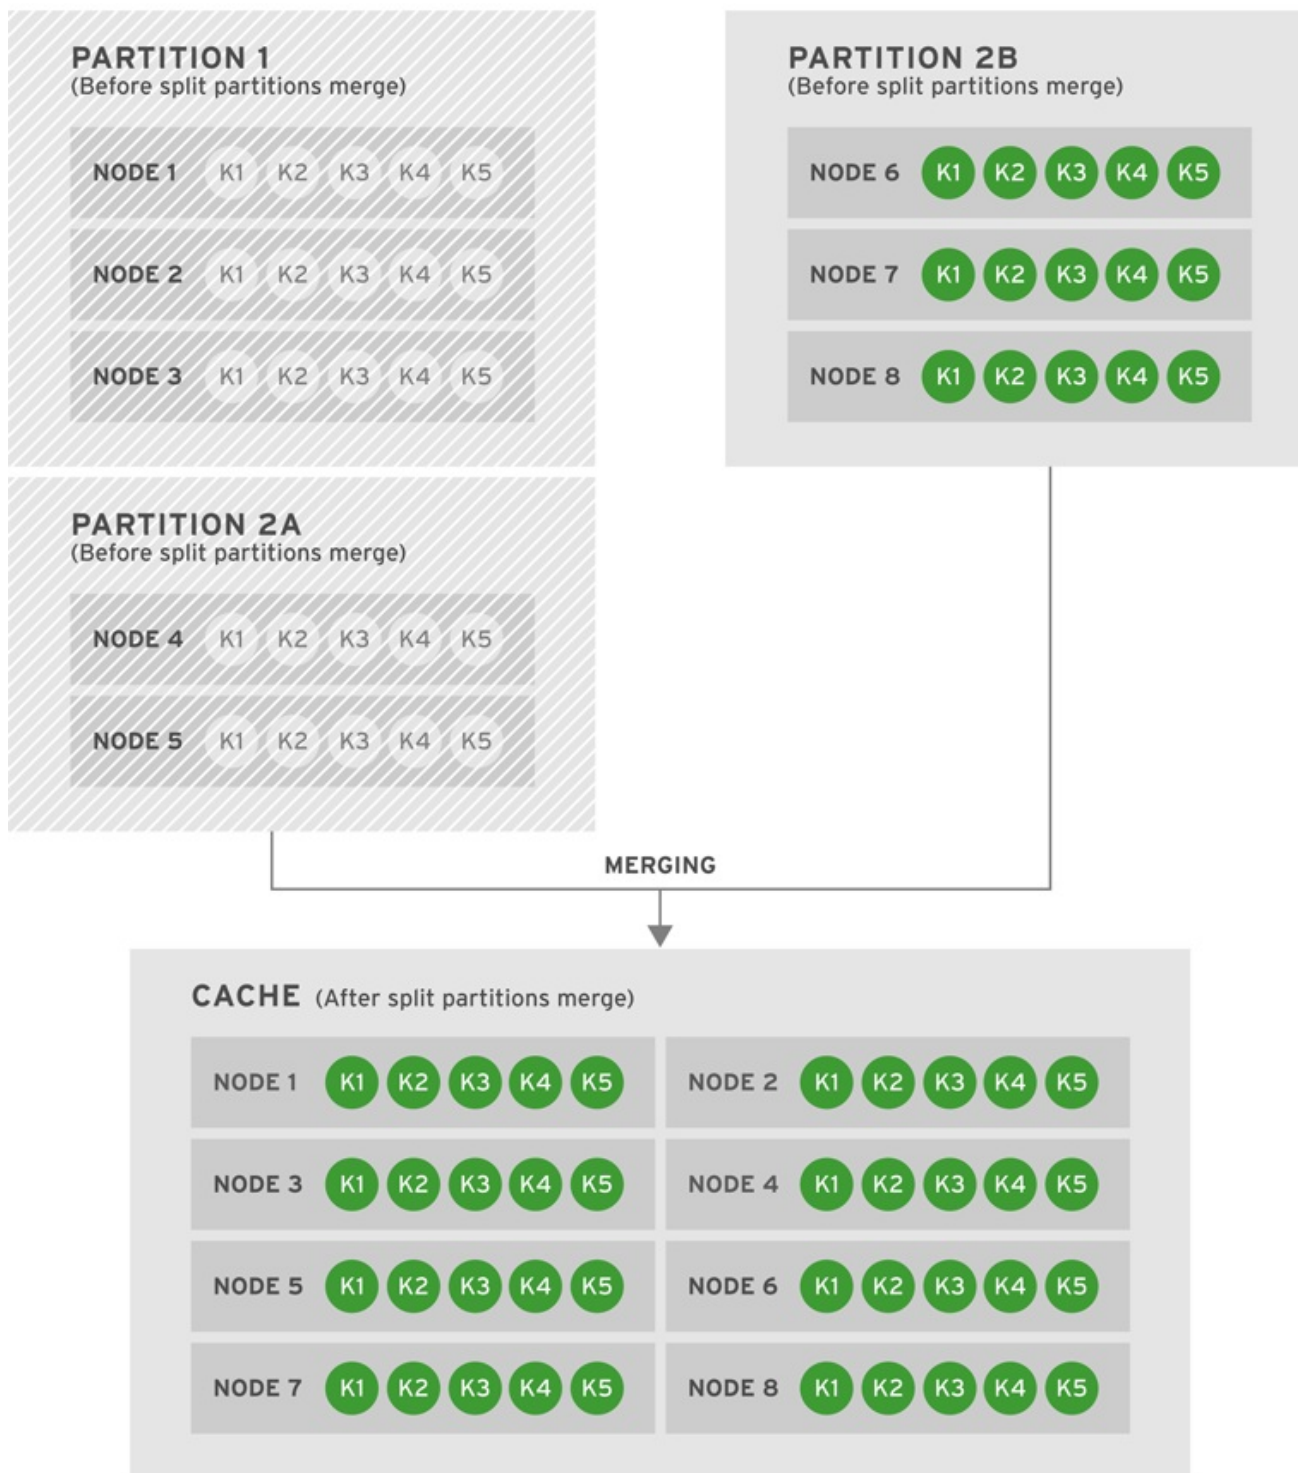 PARTITION 1
(Before split partitions merge)
NODE 1 K1 K2 K3 K4 K5
NODE 2 K1 K2 K3 K4 K5
NODE 3 K1 K2 K3 K4 K5
PARTITION 2B
(Before split partitions merge)
NODE 6 K1 K2 K3 K4 K5
NODE 7 K1 K2 K3 K4 K5
NODE 8 K1 K2 K3 K4 K5
PARTITION 2A
(Before split partitions merge)
NODE 4 K1 K2 K3 K4 K5
NODE 5 K1 K2 K3 K4 K5
MERGING
CACHE (After split partitions merge)
NODE 1 K1 K2 K3 K4 K5 NODE 2 K1 K2 K3 K4 K5
NODE 3 K1 K2 K3 K4 K5 NODE 4 K1 K2 K3 K4 K5
NODE 5 K1 K2 K3 K4 K5 NODE 6 K1 K2 K3 K4 K5
NODE 7 K1 K2 K3 K4 K5 NODE 8 K1 K2 K3 K4 K5